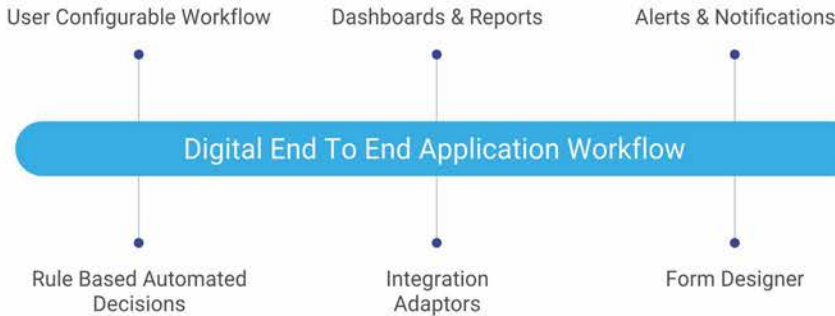 User Configurable Workflow
Dashboards & Reports
Alerts & Notifications
Digital End To End Application Workflow
Rule Based Automated
Decisions
Integration
Adaptors
Form Designer